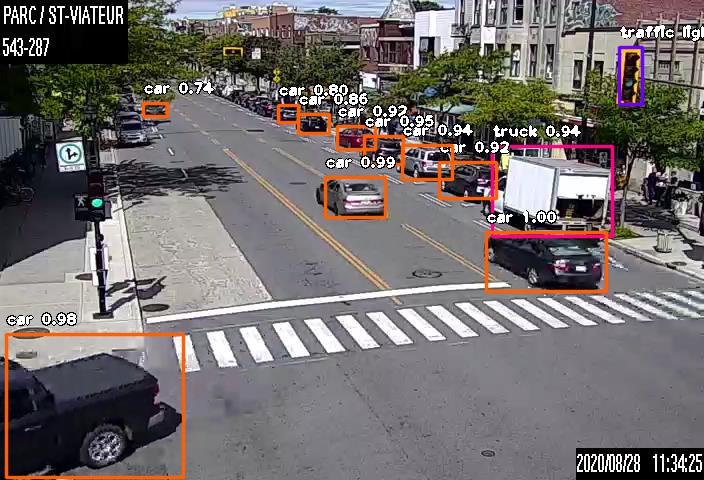 PARC / ST-VIATEUR
543-287
traffic lig
car 0.74
car 0.80
car 0.86
car 0.92
car 0.95
car 0.94
truck 0.94
car 0.92
car 0.99
car 1.00
car 0.98
2020/08/28 11:34:25